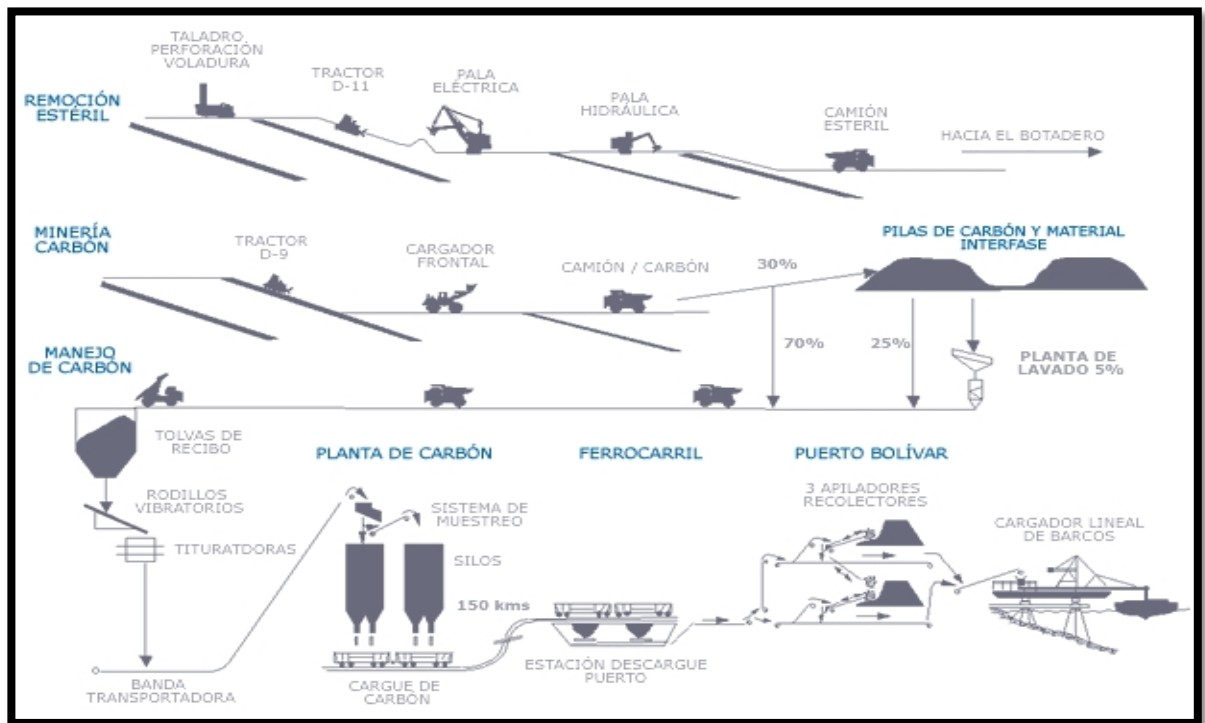 TALADRO
PERFORACIÓN
VOLADURA
TRACTOR
D-11
PALA
ELÉCTRICA
PALA
HIDRÁULICA
CAMIÓN
ESTERIL
HACIA EL BOTADERO
REMOCIÓN
ESTÉRIL
MINERÍA
CARBÓN
TRACTOR
D-9
CARGADOR
FRONTAL
CAMIÓN / CARBÓN
30%
PILAS DE CARBÓN Y MATERIAL
INTERFASE
70%
25%
PLANTA DE
LAVADO 5%
MANEJO
DE CARBÓN
TOLVAS DE
RECIBO
RODILLOS
VIBRATORIOS
TITURATDORAS
BANDA
TRANSPORTADORA
PLANTA DE CARBÓN
SISTEMA DE
MUESTREO
SILOS
150 kms
CARGUE DE
CARBÓN
FERROCARRIL
ESTACIÓN DESCARGUE
PUERTO
PUERTO BOLÍVAR
3 APILADORES
RECOLECTORES
CARGADOR LINEAL
DE BARCOS